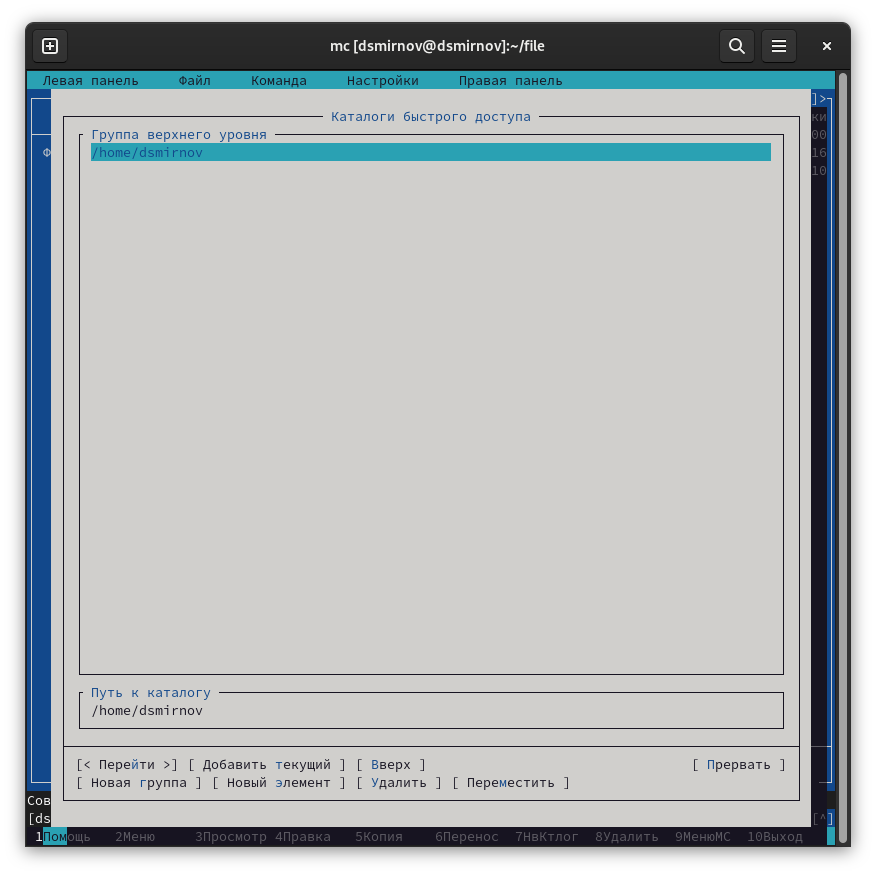 mc [dsmirnov@dsmirnov]:~/file
Левая панель Файл Команда Настройки Правая панель
]>
Каталоги быстрого доступа
ки
Группа верхнего уровня
00
/home/dsmirnov
16
10
Путь к каталогу
/home/dsmirnov
[< Перейти >] [ Добавить текущий ] [ Вверх ] [ Прервать ]
[ Новая группа ] [ Новый элемент ] [ Удалить ] [ Переместить ]
Сов
[ds [^]
1Помощь 2Меню 3Просмотр 4Правка 5Копия 6Перенос 7НвКтлог 8Удалить 9МенюMC 10Выход